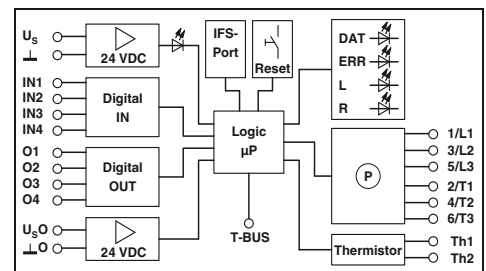 US
⊥
24 VDC
IFS-
Port
Reset
DAT
ERR
L
R
IN1
IN2
IN3
IN4
Digital
IN
Logic
µP
O1
O2
O3
O4
Digital
OUT
P
1/L1
3/L2
5/L3
2/T1
4/T2
6/T3
USO
⊥O
24 VDC
T-BUS
Thermistor
Th1
Th2